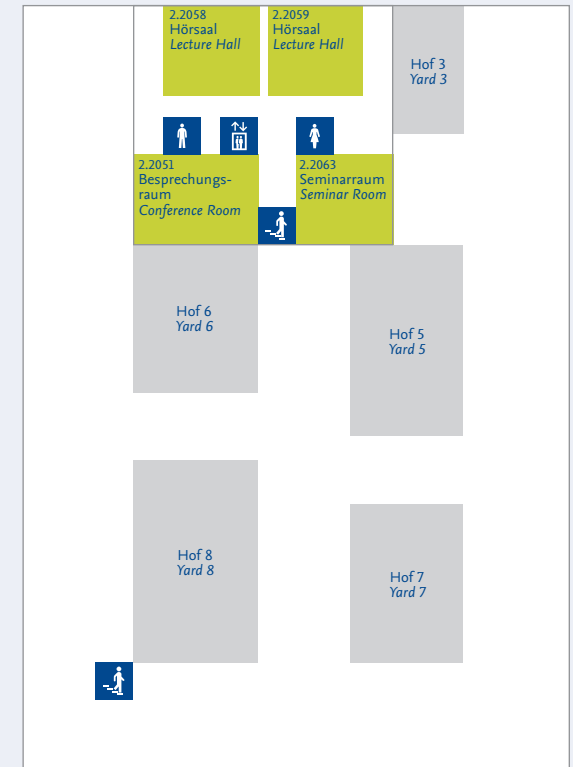 2.2058
Hörsaal
Lecture Hall
2.2059
Hörsaal
Lecture Hall
Hof 3
Yard 3
2.2051
Besprechungs-
raum
Conference Room
2.2063
Seminarraum
Seminar Room
Hof 6
Yard 6
Hof 5
Yard 5
Hof 8
Yard 8
Hof 7
Yard 7